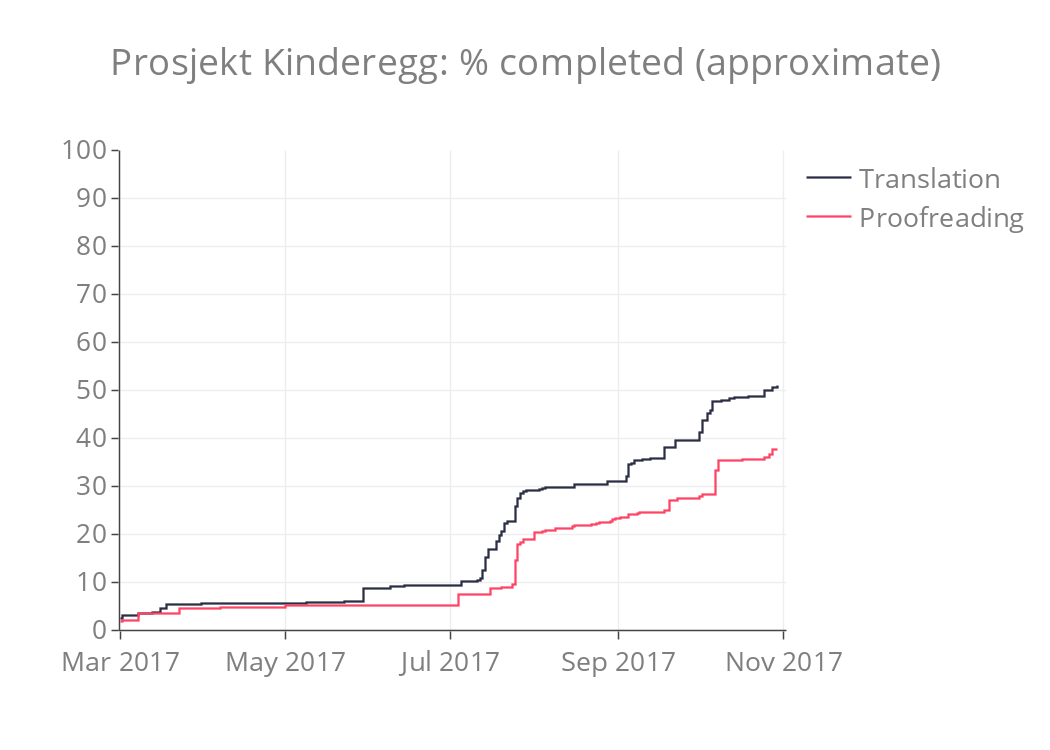 Prosjekt Kinderegg: % completed (approximate)
100
90
80
70
60
50
40
30
20
10
0
Mar 2017 May 2017 Jul 2017 Sep 2017 Nov 2017
Translation
Proofreading